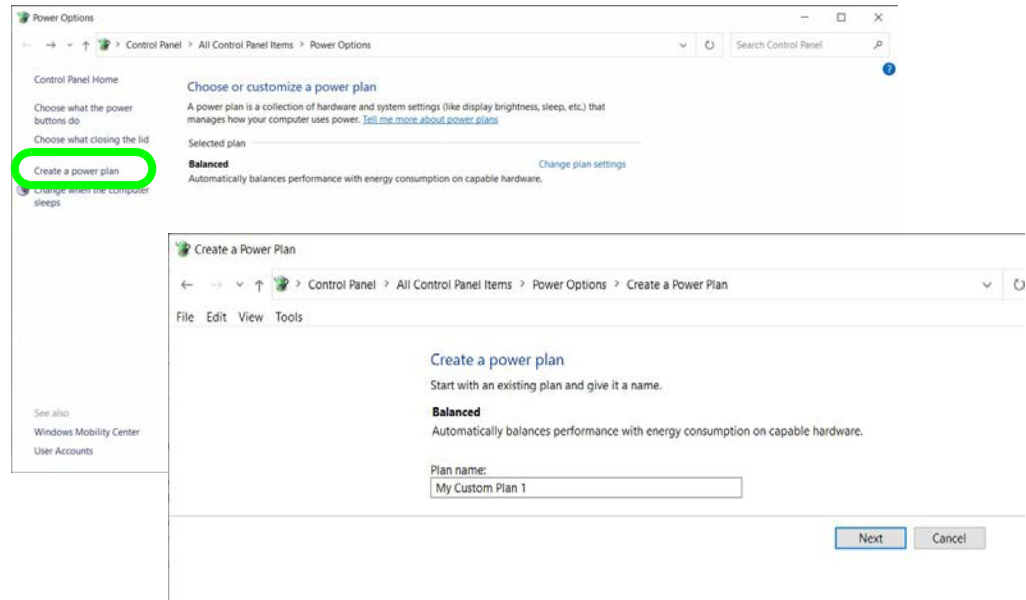 Power Options
Control Panel > All Control Panel Items > Power Options
Search Control Panel
Control Panel Home
Choose what the power
buttons do
Choose what closing the lid
Create a power plan
Change when the computer
sleeps
See also
Windows Mobility Center
User Accounts
Choose or customize a power plan
A power plan is a collection of hardware and system settings (like display brightness, sleep, etc.) that
manages how your computer uses power. Tell me more about power plans
Selected plan
Balanced
Change plan settings
Automatically balances performance with energy consumption on capable hardware.
Create a Power Plan
Control Panel > All Control Panel Items > Power Options > Create a Power Plan
File Edit View Tools
Create a power plan
Start with an existing plan and give it a name.
Balanced
Automatically balances performance with energy consumption on capable hardware.
Plan name:
My Custom Plan 1
Next Cancel